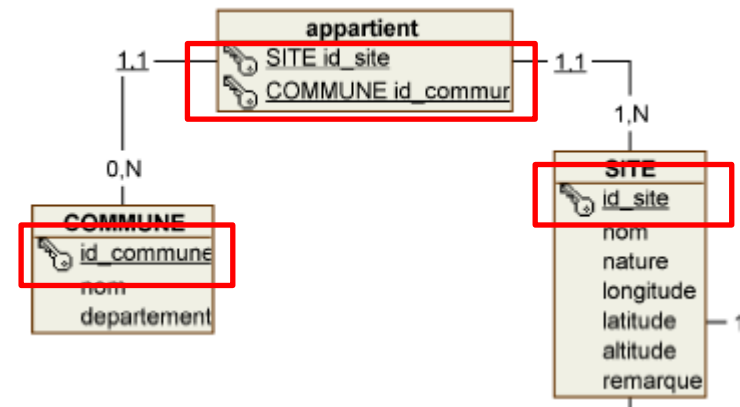 appartient
SITE id_site
COMMUNE id_commur
1,1
1,1
1,N
0,N
SITE
id_site
nom
nature
longitude
latitude
altitude
remarque
COMMUNE
id_commune
nom
departement
1